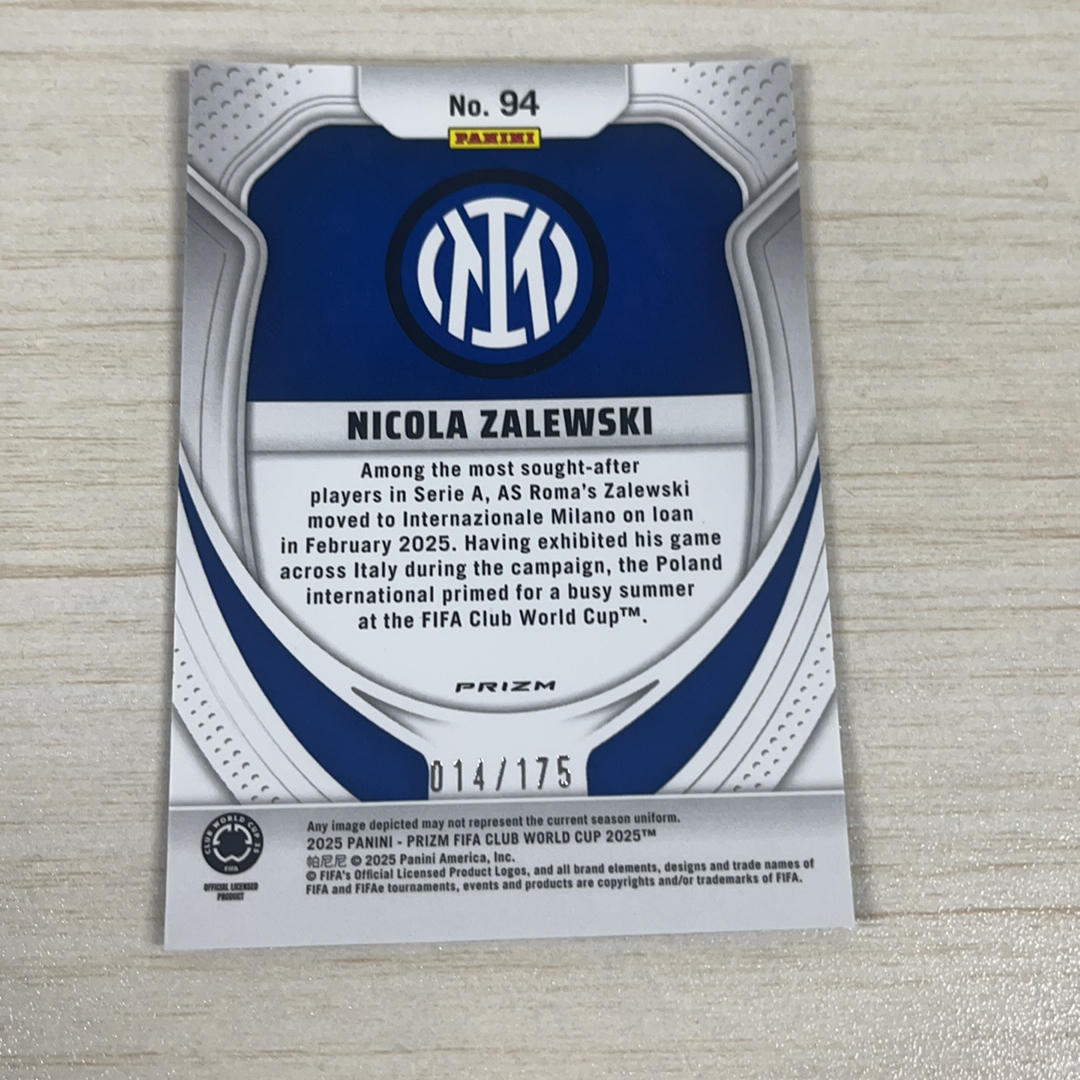 No. 94
PANINI
NICOLA ZALEWSKI
Among the most sought-after
players in Serie A, AS Roma's Zalewski
moved to Internazionale Milano on loan
in February 2025. Having exhibited his game
across Italy during the campaign, the Poland
international primed for a busy summer
at the FIFA Club World Cup™.
PRIZM
014/175
CLUB WORLD CUP 25
FIFA
OFFICIAL LICENSED
PRODUCT
Any image depicted may not represent the current season uniform.
2025 PANINI - PRIZM FIFA CLUB WORLD CUP 2025™
帕尼尼 © 2025 Panini America, Inc.
© FIFA's Official Licensed Product Logos, and all brand elements, designs and trade names of
FIFA and FIFAe tournaments, events and products are copyrights and/or trademarks of FIFA.